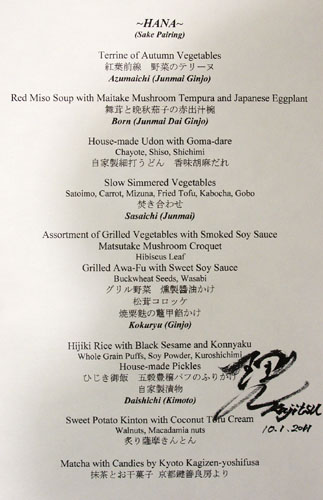 ~HANA~
(Sake Pairing)
Terrine of Autumn Vegetables
紅葉前線 野菜のテリーヌ
Azumaichi (Junmai Ginjo)
Red Miso Soup with Maitake Mushroom Tempura and Japanese Eggplant
舞茸と晩秋茄子の赤出汁椀
Born (Junmai Dai Ginjo)
House-made Udon with Goma-dare
Chayote, Shiso, Shichimi
自家製細打うどん 香味胡麻だれ
Slow Simmered Vegetables
Satoimo, Carrot, Mizuna, Fried Tofu, Kabocha, Gobo
焚き合わせ
Sasaichi (Junmai)
Assortment of Grilled Vegetables with Smoked Soy Sauce
Matsutake Mushroom Croquet
Hibiscus Leaf
Grilled Awa-Fu with Sweet Soy Sauce
Buckwheat Seeds, Wasabi
グリル野菜 燻製醤油かけ
松茸コロッケ
焼粟麩の鼈甲餡かけ
Kokuryu (Ginjo)
Hijiki Rice with Black Sesame and Konnyaku
Whole Grain Puffs, Soy Powder, Kuroshichimi
House-made Pickles
ひじき御飯 五穀豊穣パフのふりかけ
自家製漬物
Daishichi (Kimoto)
Sweet Potato Kinton with Coconut Tofu Cream
Walnuts, Macadamia nuts
炙り薩摩きんとん
10.1.2011
Matcha with Candies by Kyoto Kagizen-yoshifusa
抹茶とお干菓子 京都鍵善良房より